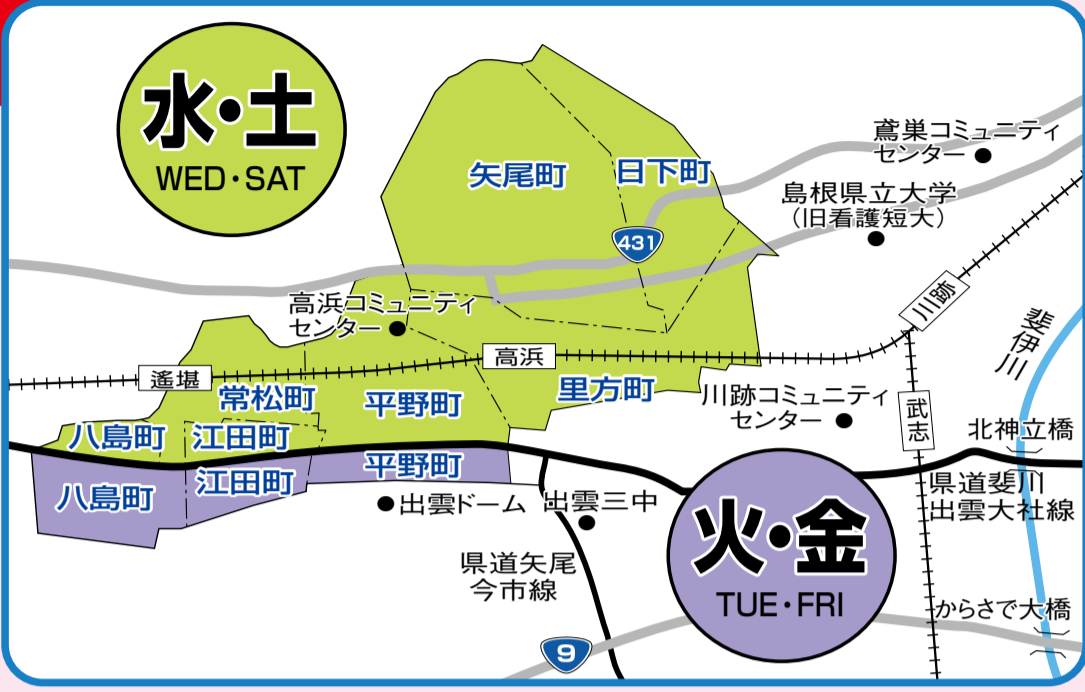 水・土
WED・SAT
矢尾町
日下町
鳶巣コミュニティ
センター
島根県立大学
（旧看護短大）
431
三跡
斐伊川
高浜コミュニティ
センター
高浜
遙堪
常松町
平野町
里方町
川跡コミュニティ
センター
武志
北神立橋
八島町
江田町
平野町
八島町
江田町
出雲ドーム
出雲三中
県道斐川
出雲大社線
火・金
TUE・FRI
県道矢尾
今市線
からさで大橋
9